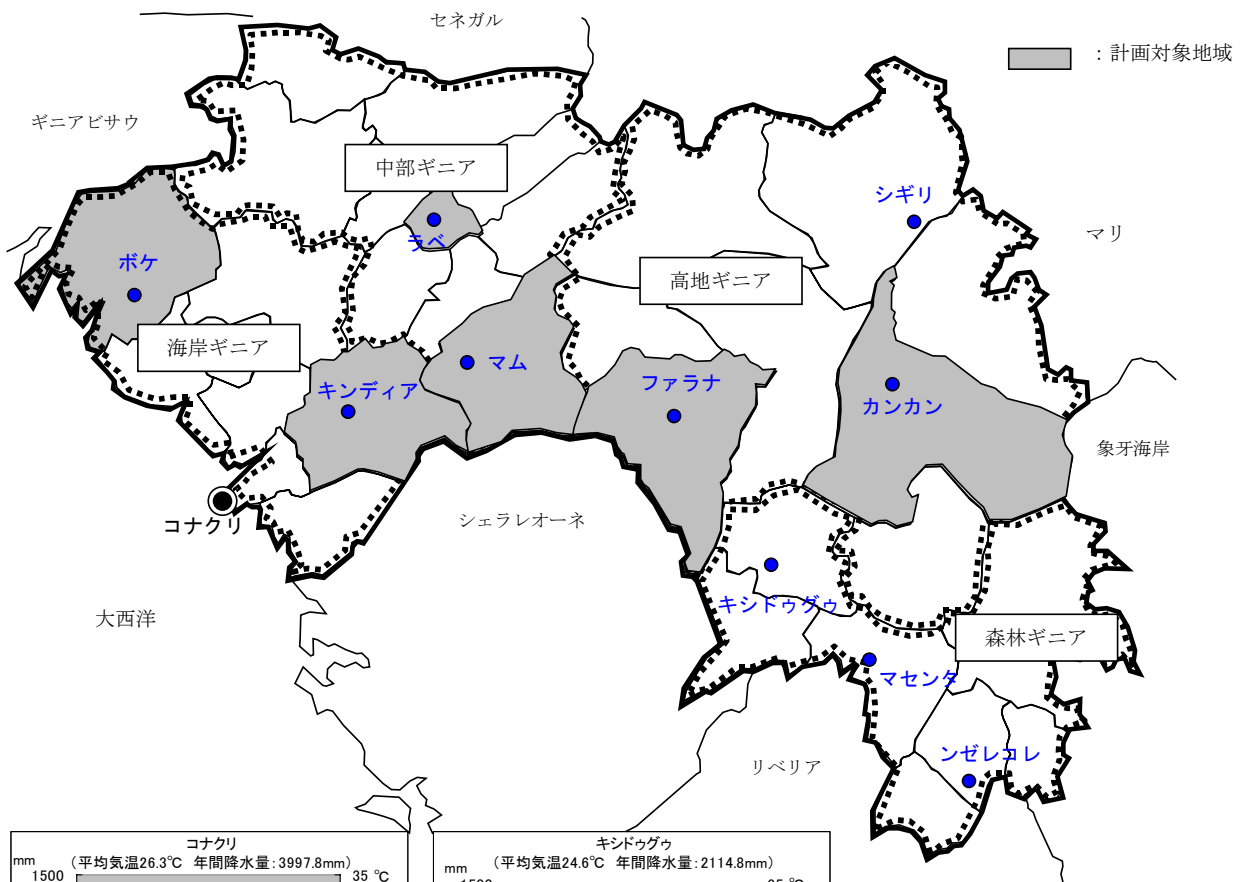 セネガル
：計画対象地域
ギニアビサウ
中部ギニア
シギリ
ラベ
マリ
ボケ
高地ギニア
海岸ギニア
マム
ファラナ
キンディア
カンカン
象牙海岸
コナクリ
シェラレオーネ
キシドゥグゥ
大西洋
森林ギニア
マセンタ
ンゼレコレ
リベリア
コナクリ
(平均気温26.3℃ 年間降水量：3997.8mm)
mm
1500
35 ℃
キシドゥグゥ
(平均気温24.6℃ 年間降水量：2114.8mm)
mm